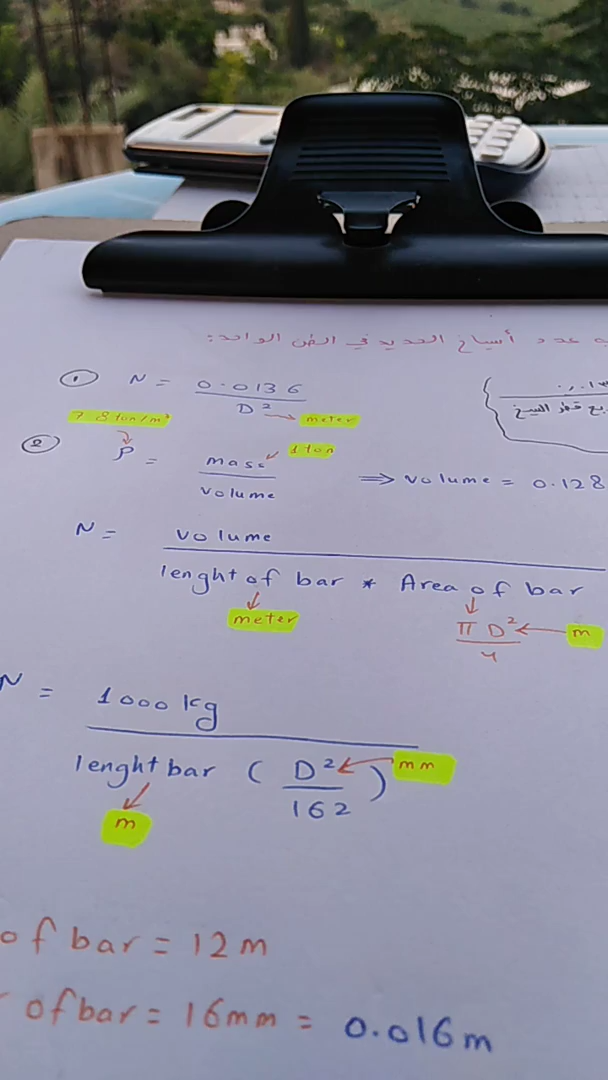 عدد أسياخ الحديد في الطن الواحد:
① N = 0.0136 / D² → meter
7.8 ton/m³
② ρ = mass / volume 1 ton ⟹ volume = 0.128
قطر السيخ
N = volume / lenght of bar * Area of bar
meter π D² / 4 ← m
N = 1000 kg / lenght bar ( D² / 162 ) mm
m
of bar = 12 m
of bar = 16mm = 0.016m